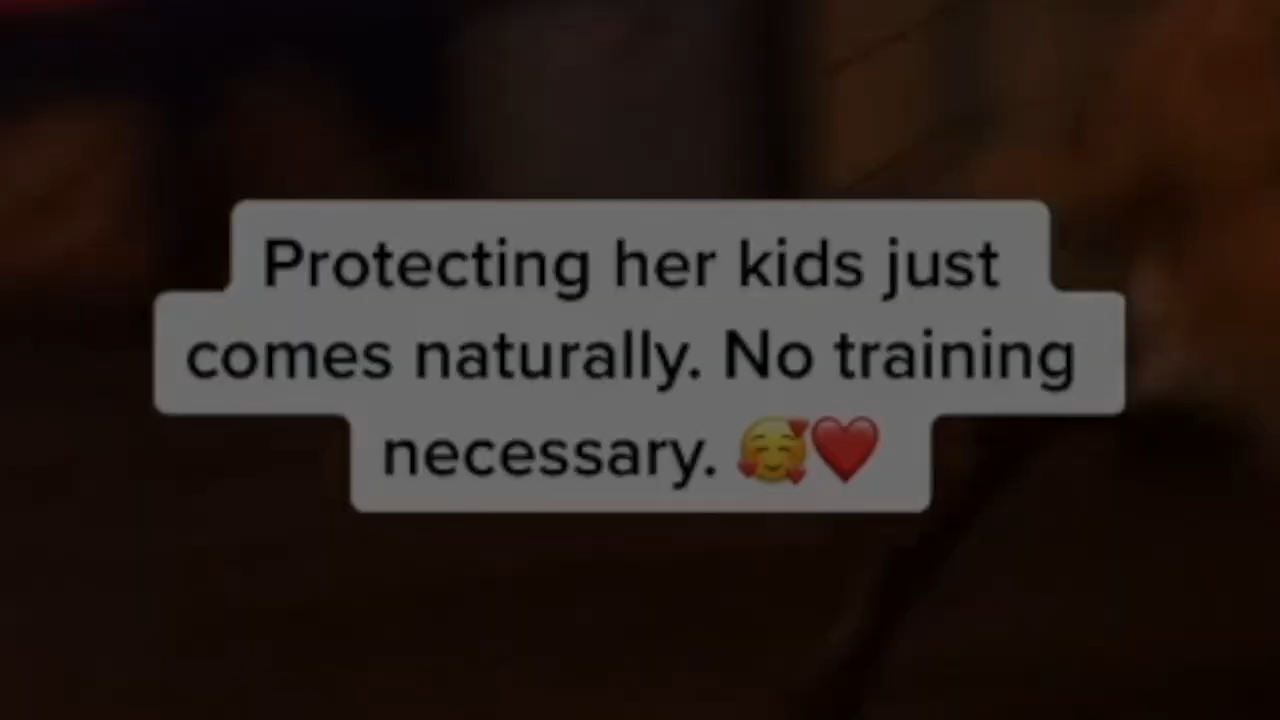 Protecting her kids just
comes naturally. No training
necessary. 🥰❤️